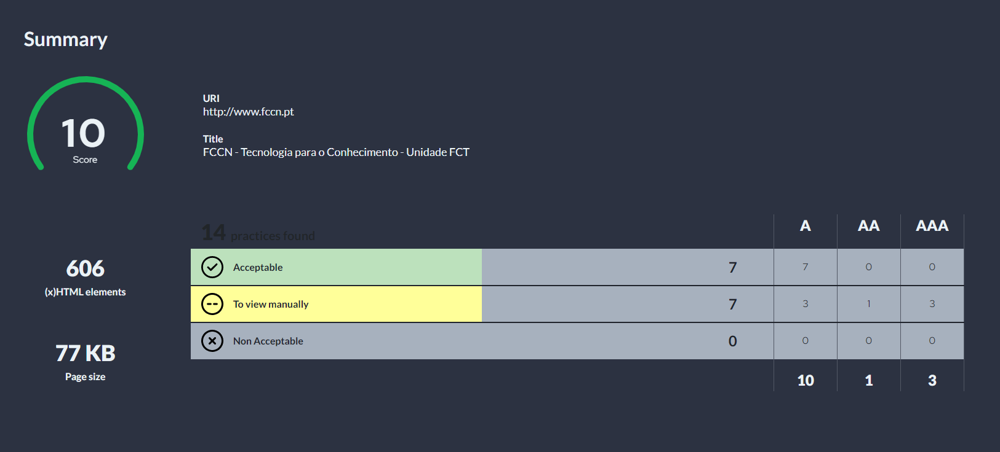 Summary
10
Score
URI
http://www.fccn.pt
Title
FCCN - Tecnologia para o Conhecimento - Unidade FCT
606
(x)HTML elements
77 KB
Page size
14 practices found A AA AAA
Acceptable 7 7 0 0
To view manually 7 3 1 3
Non Acceptable 0 0 0 0
10 1 3